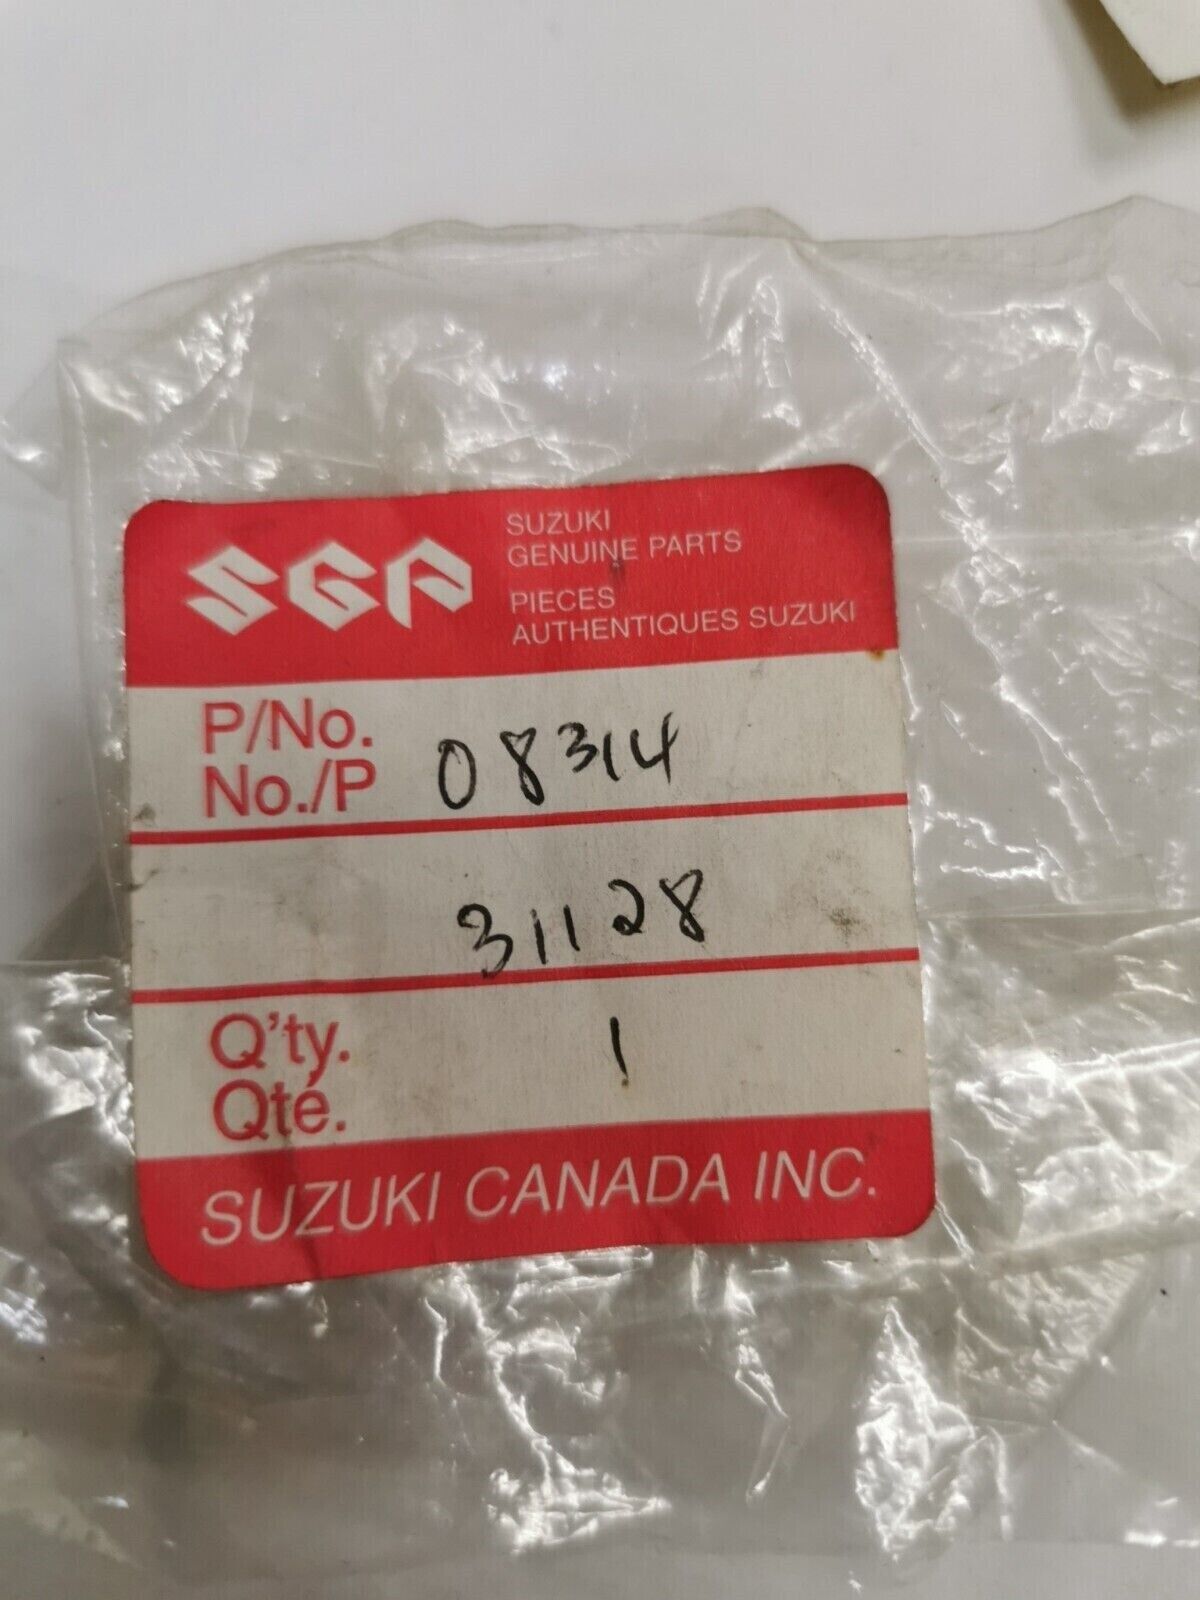 SGP
SUZUKI
GENUINE PARTS
PIECES
AUTHENTIQUES SUZUKI
P/No.
No./P
08314
31128
Q'ty.
Qté.
1
SUZUKI CANADA INC.